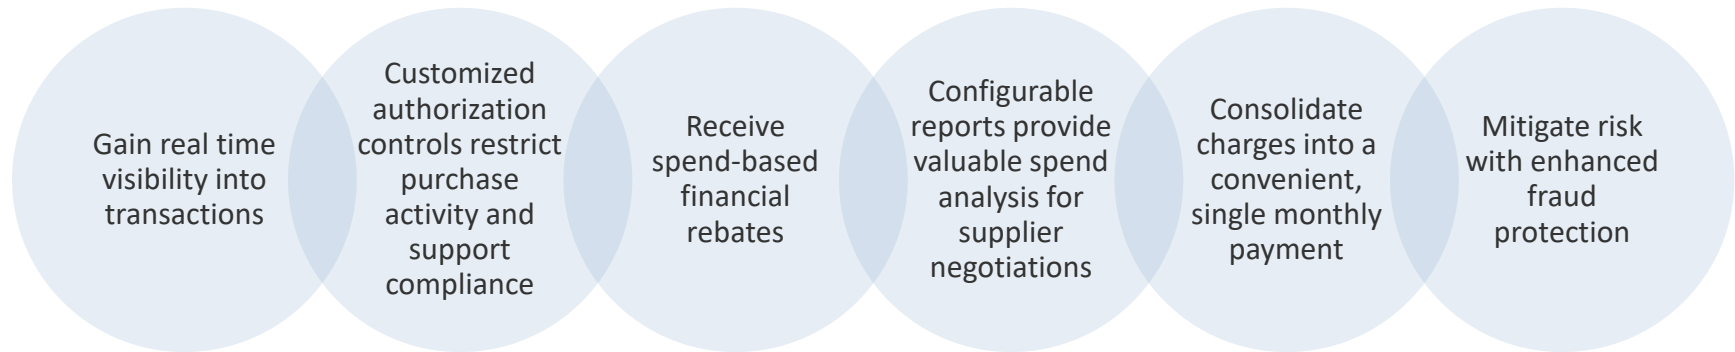 Gain real time
visibility into
transactions
Customized
authorization
controls restrict
purchase
activity and
support
compliance
Receive
spend-based
financial
rebates
Configurable
reports provide
valuable spend
analysis for
supplier
negotiations
Consolidate
charges into a
convenient,
single monthly
payment
Mitigate risk
with enhanced
fraud
protection